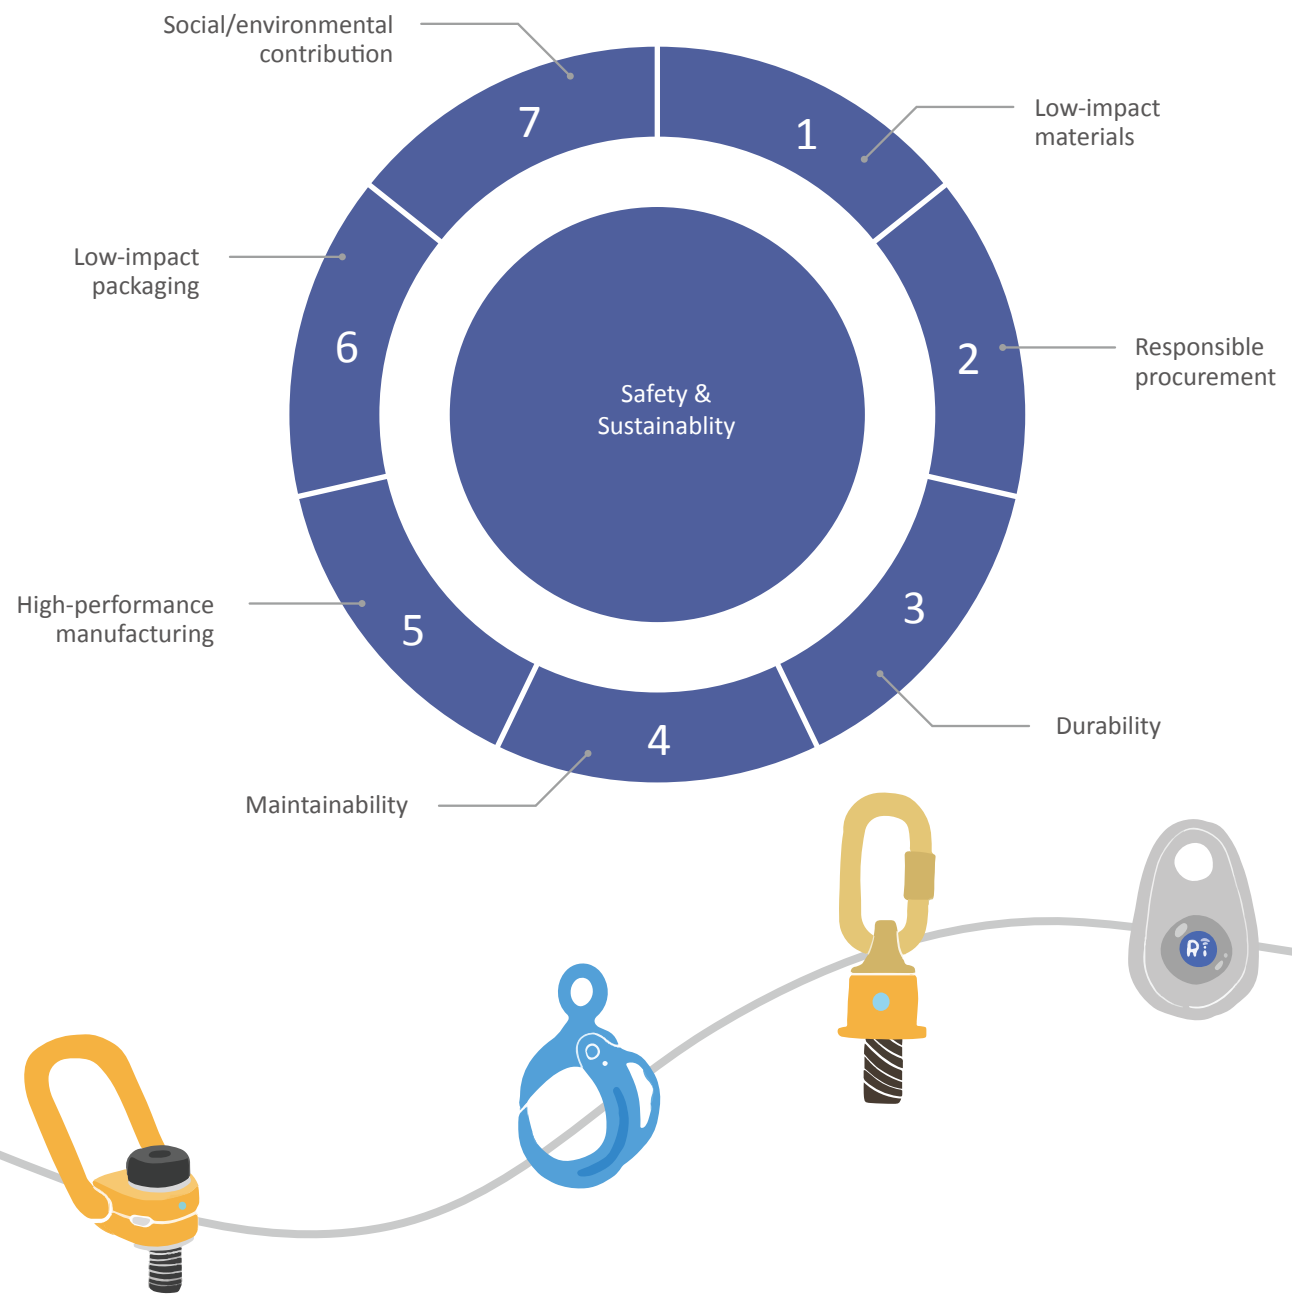 Social/environmental
contribution
7
1
Low-impact
materials
Low-impact
packaging
6
2
Responsible
procurement
Safety &
Sustainablity
High-performance
manufacturing
5
3
Durability
4
Maintainability
Ri